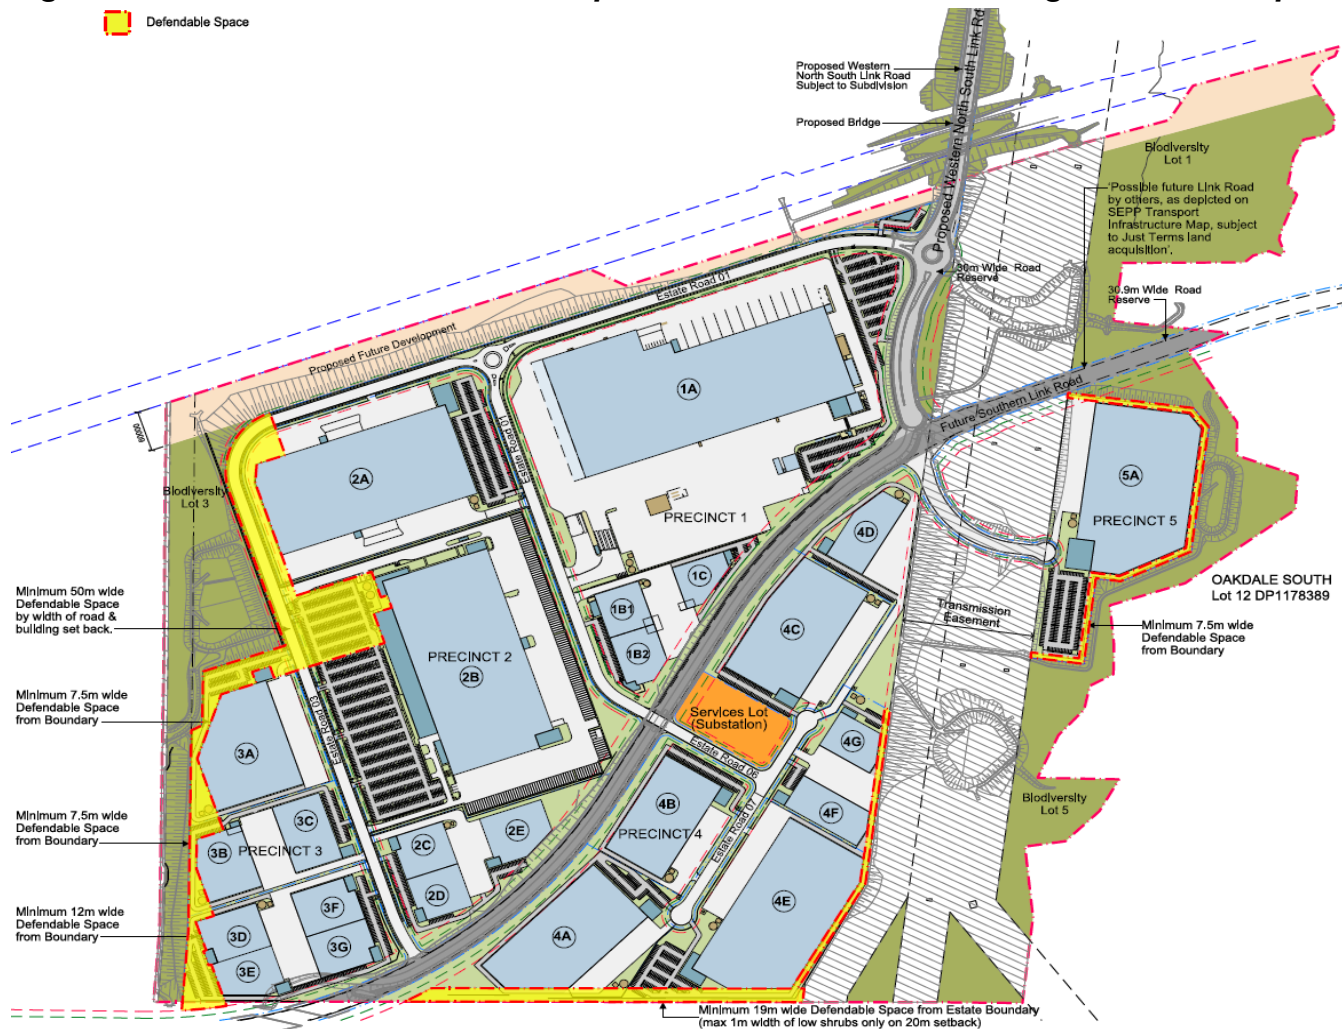 Defendable Space
Proposed Western
North South Link Road
Subject to Subdivision
Proposed Bridge
Proposed Western North South Link Rd
Biodiversity
Lot 1
'Possible future Link Road
by others, as depicted on
SEPP Transport
Infrastructure Map, subject
to Just Terms land
acquisition'.
30m Wide Road
Reserve
30.9m Wide Road
Reserve
Estate Road 01
Proposed Future Development
60000
1A
Future Southern Link Road
Estate Road 01
2A
Biodiversity
Lot 3
5A
PRECINCT 1
PRECINCT 5
4D
1C
OAKDALE SOUTH
Lot 12 DP1178389
Minimum 50m wide
Defendable Space
by width of road &
building set back.
1B1
Transmission
Easement
4C
Minimum 7.5m wide
Defendable Space
from Boundary
1B2
PRECINCT 2
2B
Minimum 7.5m wide
Defendable Space
from Boundary
Estate Road 03
Services Lot
(Substation)
3A
4G
Estate Road 06
Biodiversity
Lot 5
4B
Minimum 7.5m wide
Defendable Space
from Boundary
3C
2E
4F
PRECINCT 4
Estate Road 07
3B
PRECINCT 3
2C
2D
4E
3F
Minimum 12m wide
Defendable Space
from Boundary
3D
4A
3G
3E
Minimum 19m wide Defendable Space from Estate Boundary
(max 1m width of low shrubs only on 20m setback)